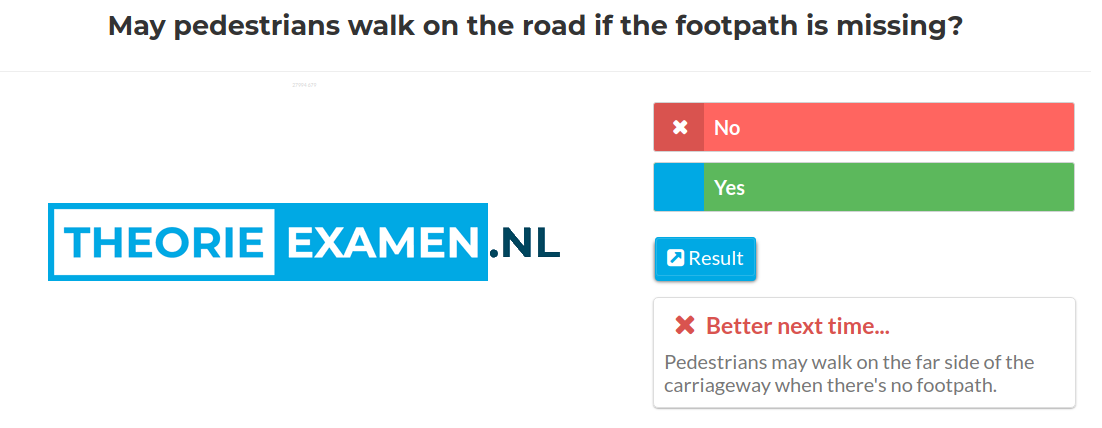 May pedestrians walk on the road if the footpath is missing?
No
Yes
THEORIE EXAMEN.NL
Result
Better next time...
Pedestrians may walk on the far side of the
carriageway when there's no footpath.